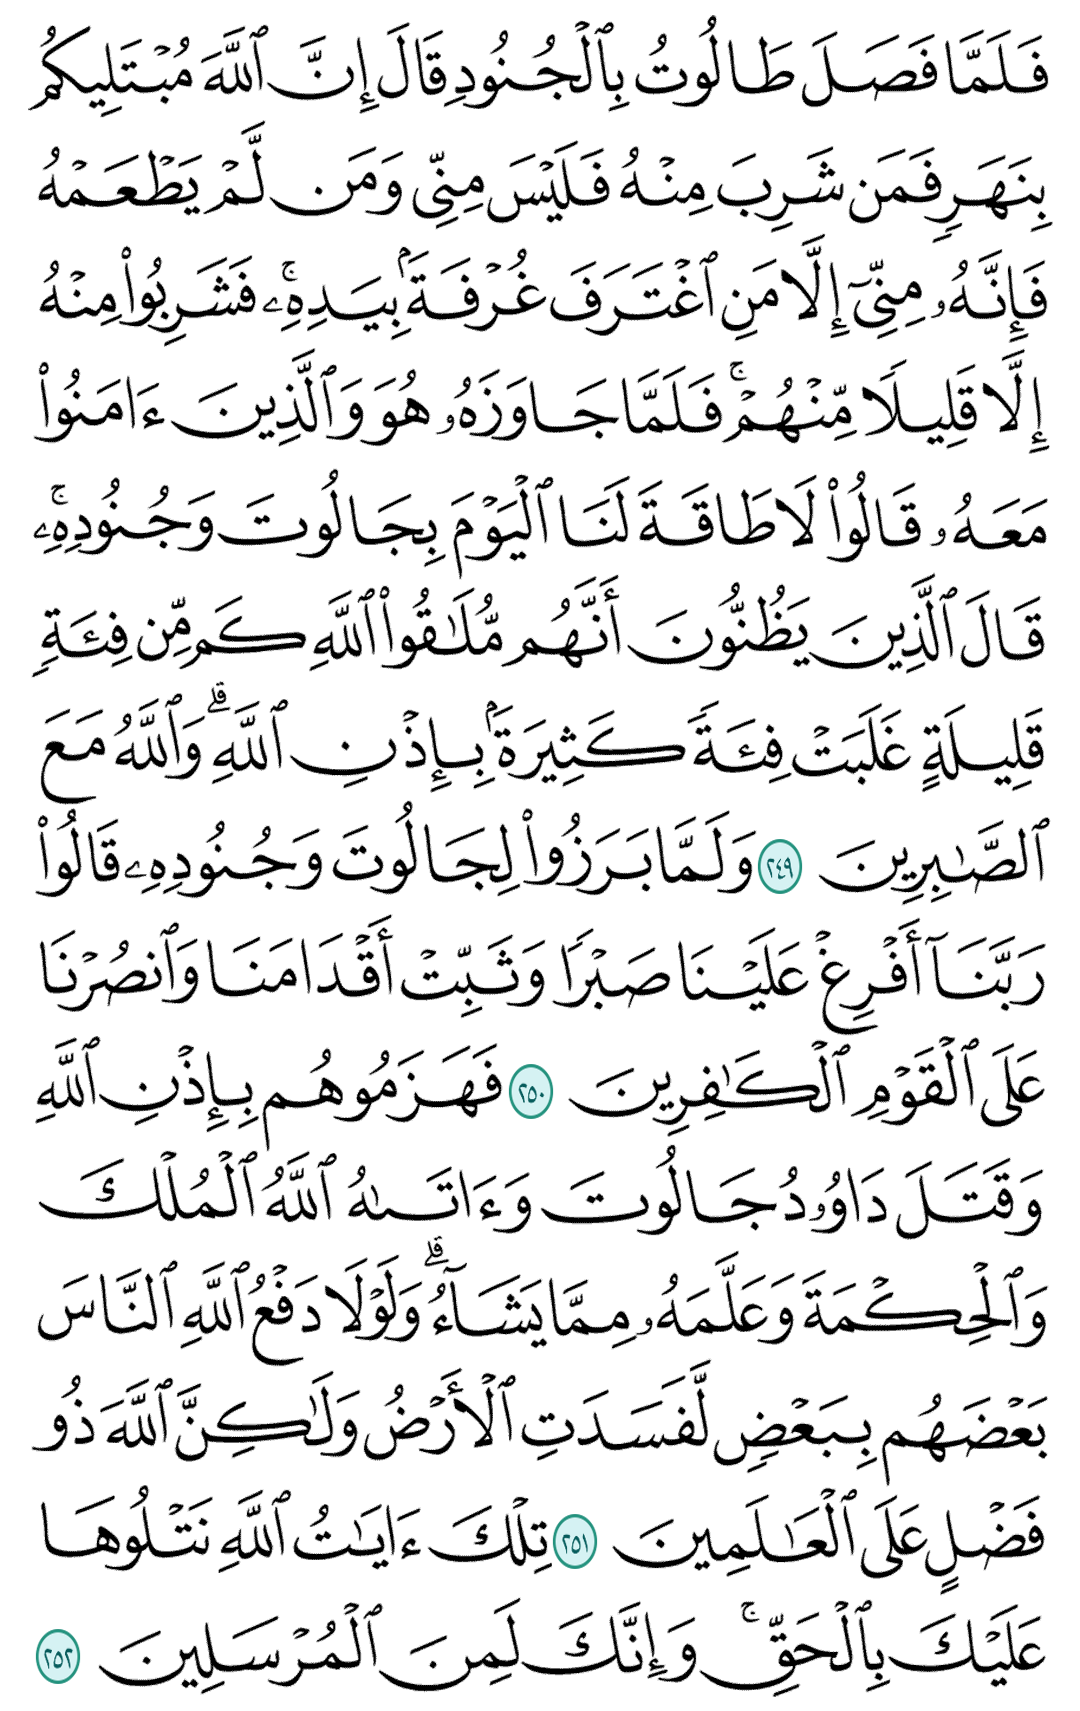 فَلَمَّا فَصَلَ طَالُوتُ بِٱلْجُنُودِ قَالَ إِنَّ ٱللَّهَ مُبْتَلِيكُم
بِنَهَرٍ فَمَن شَرِبَ مِنْهُ فَلَيْسَ مِنِّى وَمَن لَّمْ يَطْعَمْهُ
فَإِنَّهُۥ مِنِّىٓ إِلَّا مَنِ ٱغْتَرَفَ غُرْفَةَۢ بِيَدِهِۦۚ فَشَرِبُوا۟ مِنْهُ
إِلَّا قَلِيلًا مِّنْهُمْۚ فَلَمَّا جَاوَزَهُۥ هُوَ وَٱلَّذِينَ ءَامَنُوا۟
مَعَهُۥ قَالُوا۟ لَا طَاقَةَ لَنَا ٱلْيَوْمَ بِجَالُوتَ وَجُنُودِهِۦۚ
قَالَ ٱلَّذِينَ يَظُنُّونَ أَنَّهُم مُّلَٰقُوا۟ ٱللَّهِ كَم مِّن فِئَةٍ
قَلِيلَةٍ غَلَبَتْ فِئَةً كَثِيرَةَۢ بِإِذْنِ ٱللَّهِۗ وَٱللَّهُ مَعَ
ٱلصَّٰبِرِينَ ٢٤٩ وَلَمَّا بَرَزُوا۟ لِجَالُوتَ وَجُنُودِهِۦ قَالُوا۟
رَبَّنَآ أَفْرِغْ عَلَيْنَا صَبْرًا وَثَبِّتْ أَقْدَامَنَا وَٱنصُرْنَا
عَلَى ٱلْقَوْمِ ٱلْكَٰفِرِينَ ٢٥٠ فَهَزَمُوهُم بِإِذْنِ ٱللَّهِ
وَقَتَلَ دَاوُۥدُ جَالُوتَ وَءَاتَىٰهُ ٱللَّهُ ٱلْمُلْكَ
وَٱلْحِكْمَةَ وَعَلَّمَهُۥ مِمَّا يَشَآءُۗ وَلَوْلَا دَفْعُ ٱللَّهِ ٱلنَّاسَ
بَعْضَهُم بِبَعْضٍ لَّفَسَدَتِ ٱلْأَرْضُ وَلَٰكِنَّ ٱللَّهَ ذُو
فَضْلٍ عَلَى ٱلْعَٰلَمِينَ ٢٥١ تِلْكَ ءَايَٰتُ ٱللَّهِ نَتْلُوهَا
عَلَيْكَ بِٱلْحَقِّۚ وَإِنَّكَ لَمِنَ ٱلْمُرْسَلِينَ ٢٥٢